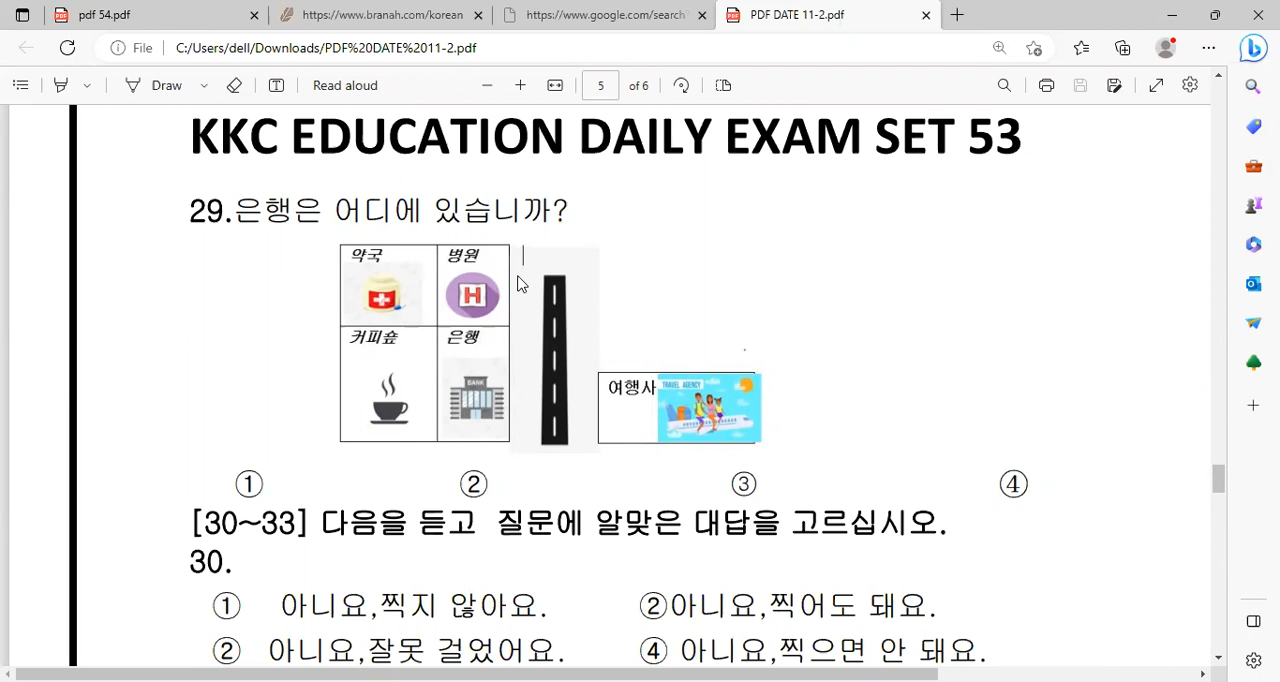 pdf 54.pdf
https://www.branah.com/korean
https://www.google.com/search?
PDF DATE 11-2.pdf
File C:/Users/dell/Downloads/PDF%20DATE%2011-2.pdf
Draw Read aloud 5 of 6
KKC EDUCATION DAILY EXAM SET 53
29.은행은 어디에 있습니까?
약국 병원
H
커피숖 은행
BANK
여행사 TRAVEL AGENCY
① ② ③ ④
[30~33] 다음을 듣고 질문에 알맞은 대답을 고르십시오.
30.
① 아니요,찍지 않아요. ②아니요,찍어도 돼요.
② 아니요,잘못 걸었어요. ④ 아니요,찍으면 안 돼요.